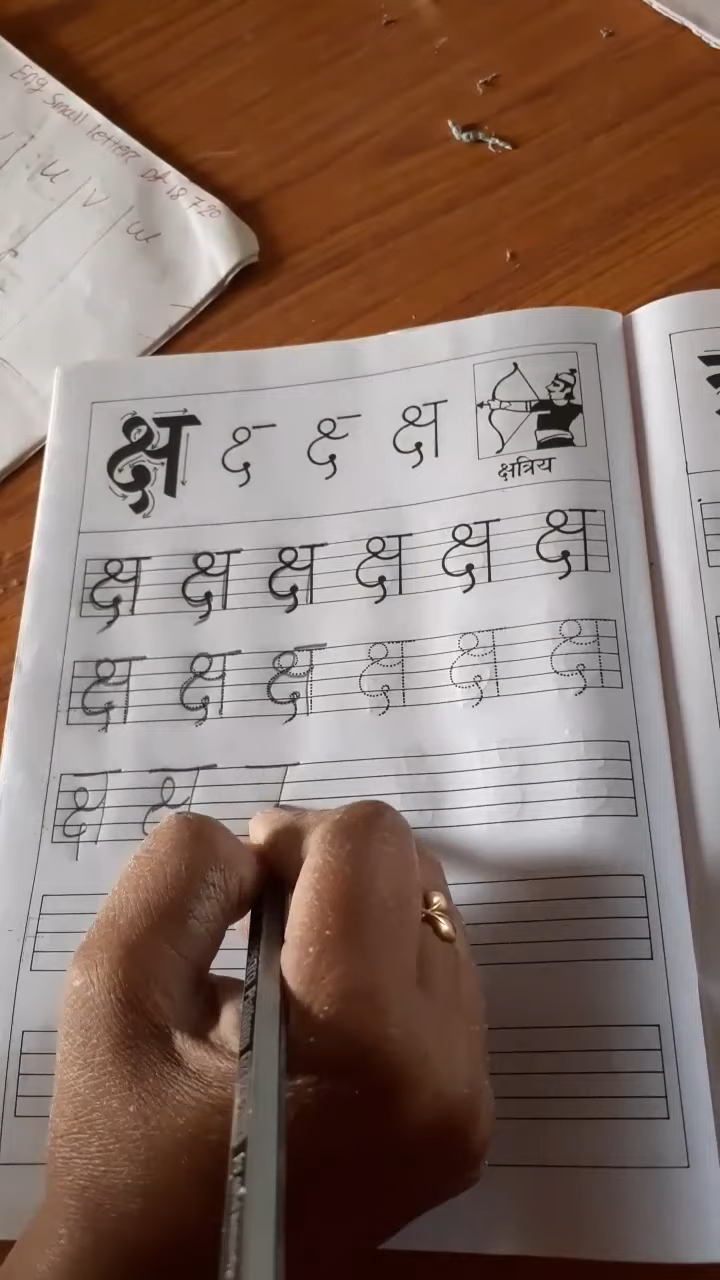 Eng Small letter dt 18.7.20
u | v | w
क्ष क्ष
क्षत्रिय
क्ष क्ष क्ष क्ष क्ष क्ष
क्ष क्ष क्ष क्ष क्ष क्ष
क्ष क्ष